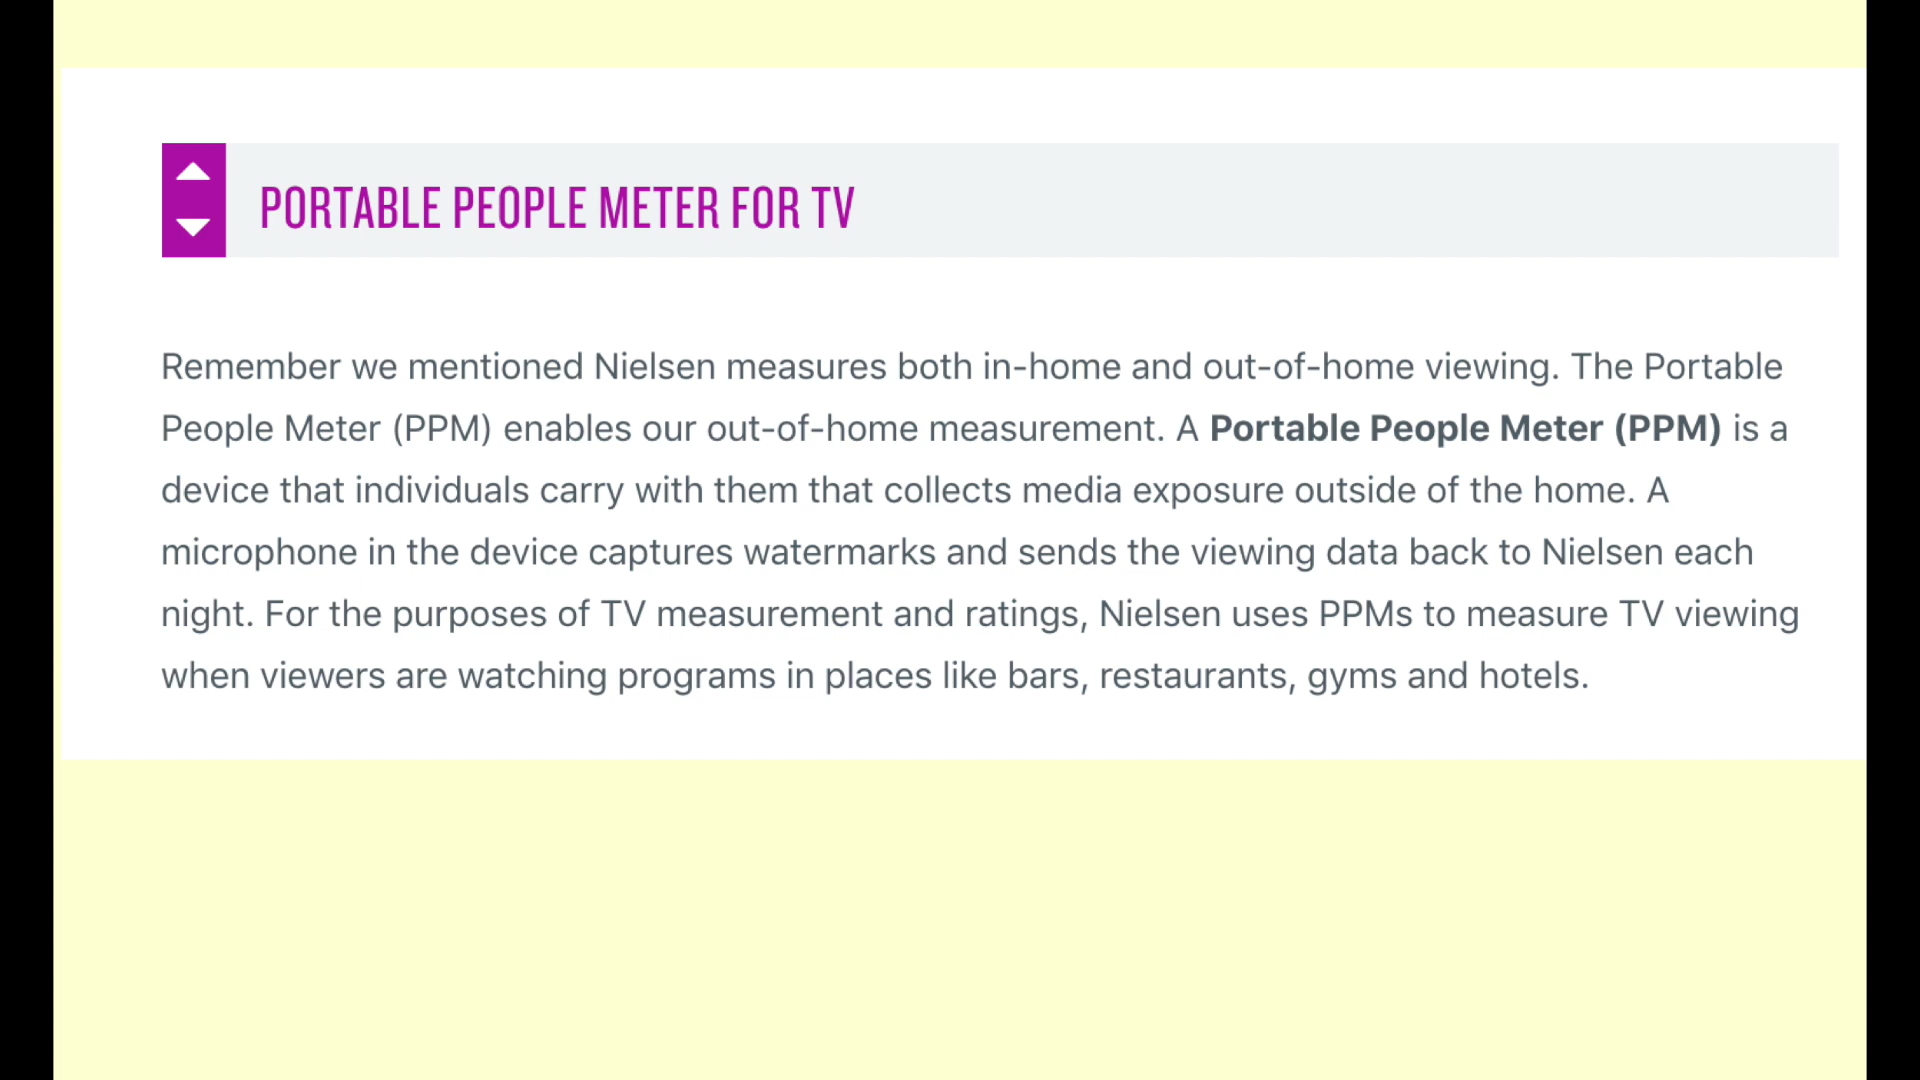 PORTABLE PEOPLE METER FOR TV
Remember we mentioned Nielsen measures both in-home and out-of-home viewing. The Portable
People Meter (PPM) enables our out-of-home measurement. A Portable People Meter (PPM) is a
device that individuals carry with them that collects media exposure outside of the home. A
microphone in the device captures watermarks and sends the viewing data back to Nielsen each
night. For the purposes of TV measurement and ratings, Nielsen uses PPMs to measure TV viewing
when viewers are watching programs in places like bars, restaurants, gyms and hotels.